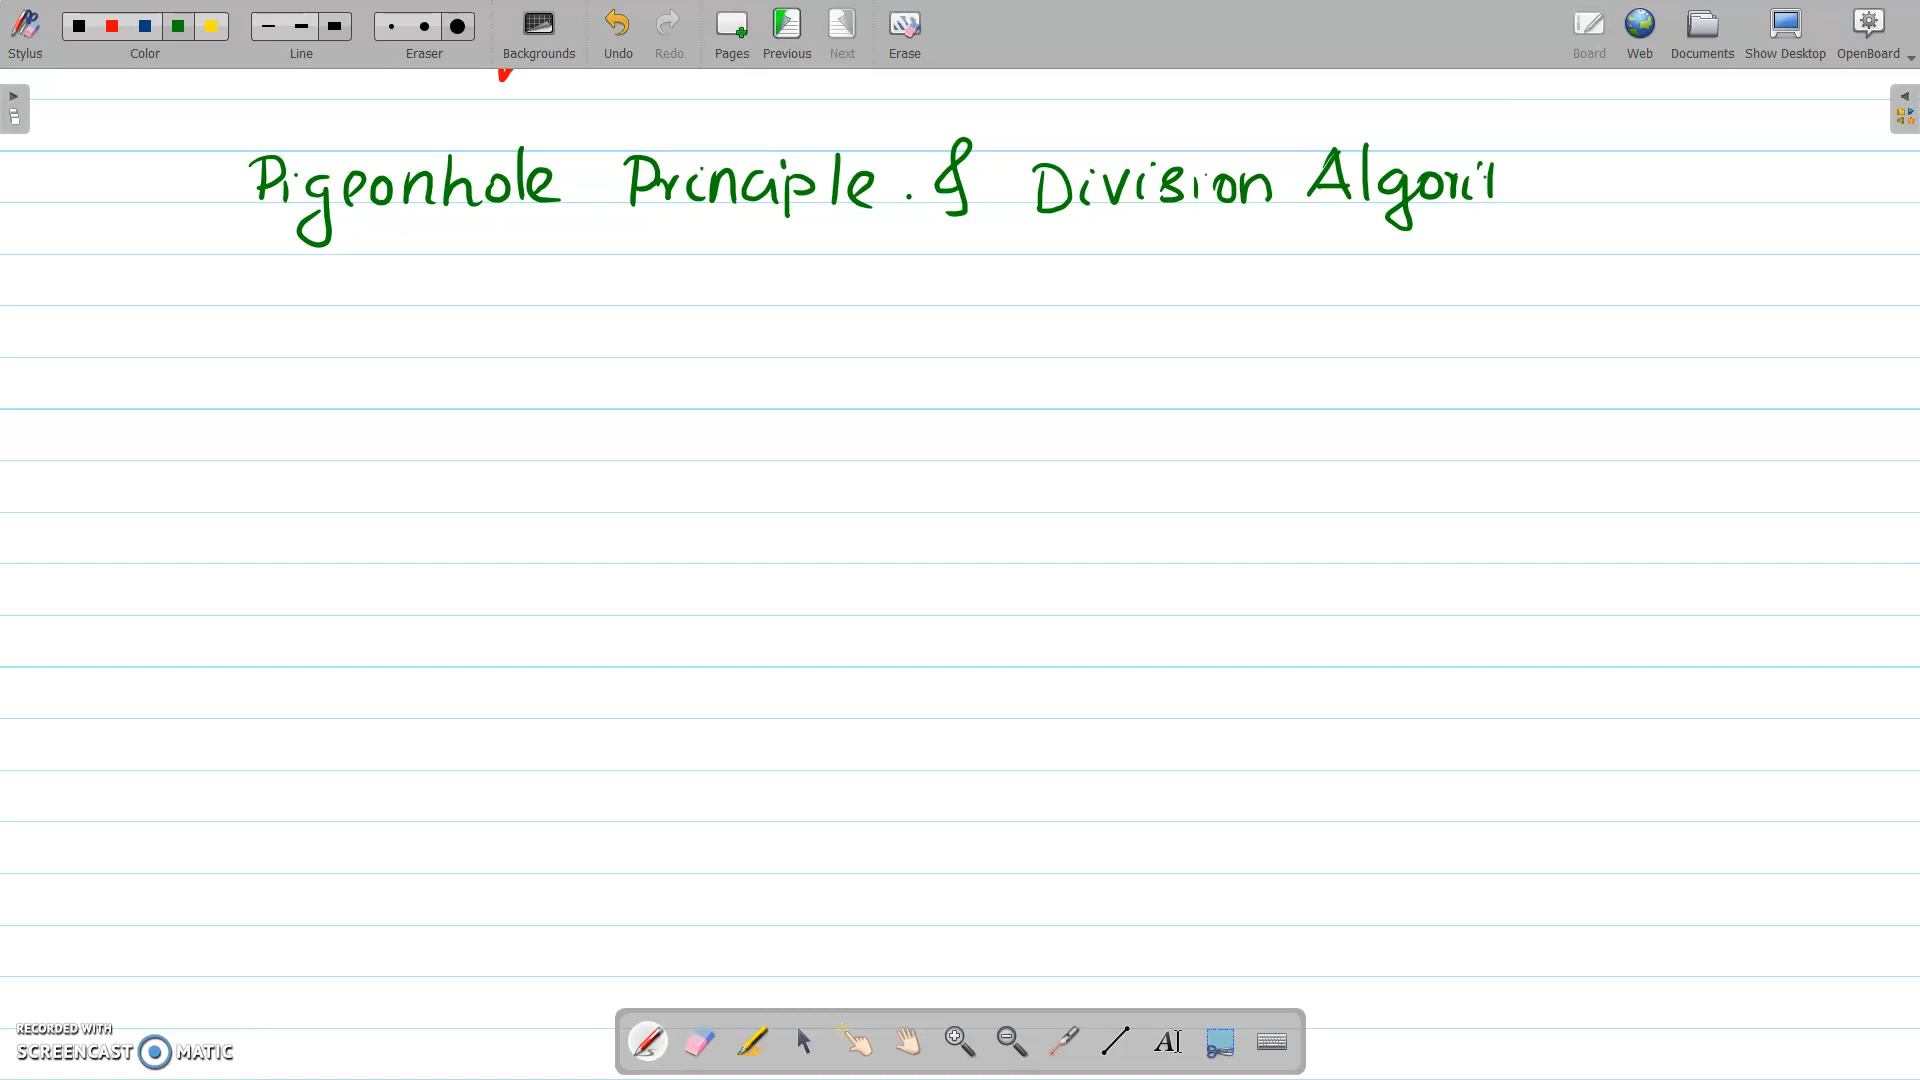 Stylus Color Line Eraser Backgrounds Undo Redo Pages Previous Next Erase Board Web Documents Show Desktop OpenBoard
Pigeonhole Principle. & Division Algorit
RECORDED WITH
SCREENCAST MATIC